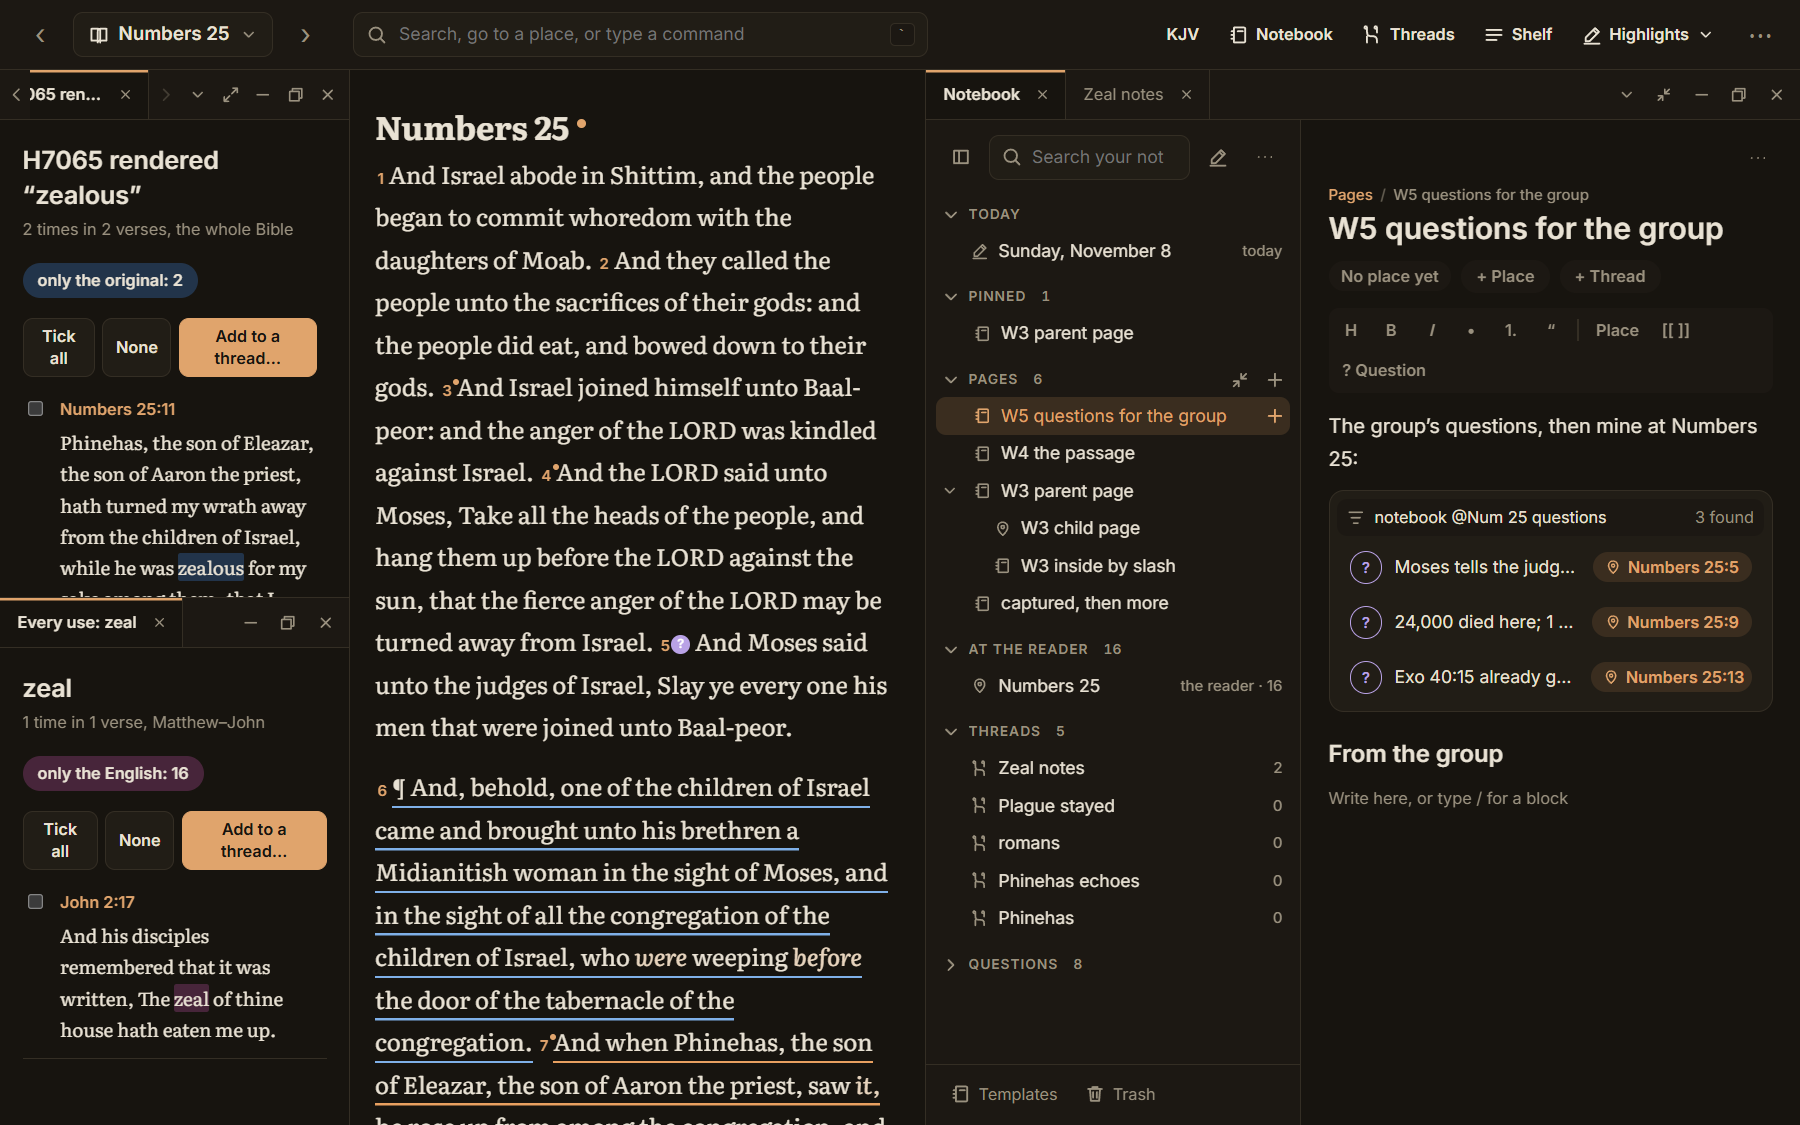 Numbers 25
Search, go to a place, or type a command
`
KJV
Notebook
Threads
Shelf
Highlights
065 ren...
H7065 rendered
“zealous”
2 times in 2 verses, the whole Bible
only the original: 2
Tick all
None
Add to a thread...
Numbers 25:11
Phinehas, the son of Eleazar,
the son of Aaron the priest,
hath turned my wrath away
from the children of Israel,
while he was zealous for my
Every use: zeal
zeal
1 time in 1 verse, Matthew–John
only the English: 16
Tick all
None
Add to a thread...
John 2:17
And his disciples
remembered that it was
written, The zeal of thine
house hath eaten me up.
Numbers 25
1 And Israel abode in Shittim, and the people
began to commit whoredom with the
daughters of Moab. 2 And they called the
people unto the sacrifices of their gods: and
the people did eat, and bowed down to their
gods. 3 And Israel joined himself unto Baal-
peor: and the anger of the LORD was kindled
against Israel. 4 And the LORD said unto
Moses, Take all the heads of the people, and
hang them up before the LORD against the
sun, that the fierce anger of the LORD may be
turned away from Israel. 5 ? And Moses said
unto the judges of Israel, Slay ye every one his
men that were joined unto Baal-peor.
6 ¶ And, behold, one of the children of Israel
came and brought unto his brethren a
Midianitish woman in the sight of Moses, and
in the sight of all the congregation of the
children of Israel, who were weeping before
the door of the tabernacle of the
congregation. 7 And when Phinehas, the son
of Eleazar, the son of Aaron the priest, saw it,
he rose up from among the congregation, and
Notebook
Zeal notes
Search your not
TODAY
Sunday, November 8 today
PINNED 1
W3 parent page
PAGES 6
W5 questions for the group
W4 the passage
W3 parent page
W3 child page
W3 inside by slash
captured, then more
AT THE READER 16
Numbers 25 the reader · 16
THREADS 5
Zeal notes 2
Plague stayed 0
romans 0
Phinehas echoes 0
Phinehas 0
QUESTIONS 8
Templates
Trash
Pages / W5 questions for the group
W5 questions for the group
No place yet
+ Place
+ Thread
H B I • 1. “ Place [[ ]]
? Question
The group’s questions, then mine at Numbers
25:
notebook @Num 25 questions 3 found
? Moses tells the judg... Numbers 25:5
? 24,000 died here; 1 ... Numbers 25:9
? Exo 40:15 already g... Numbers 25:13
From the group
Write here, or type / for a block